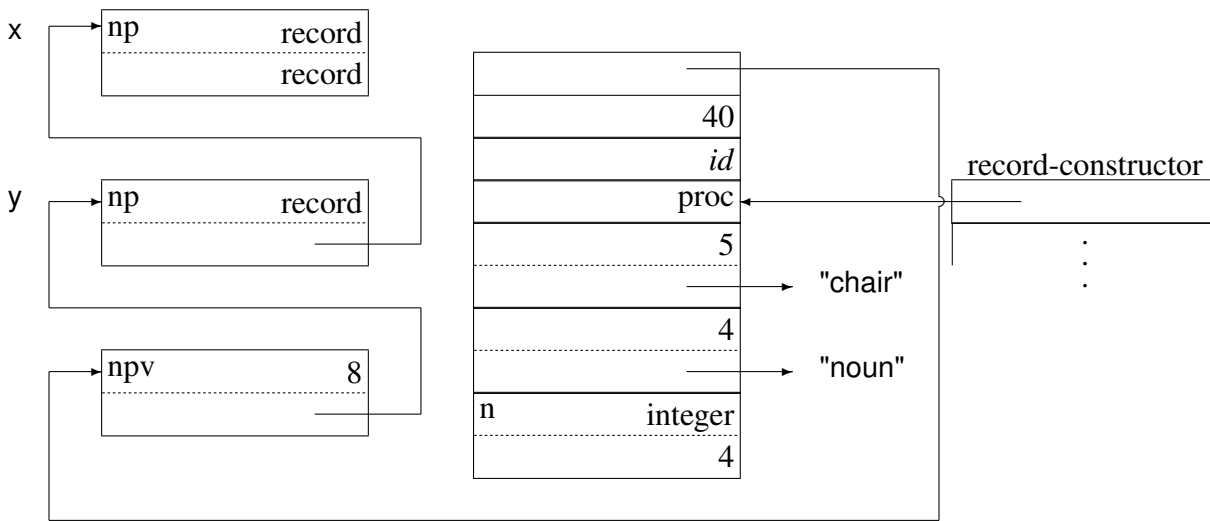 x
np record
record
y
np record
npv 8
40
id
proc
5
"chair"
4
"noun"
n integer
4
record-constructor